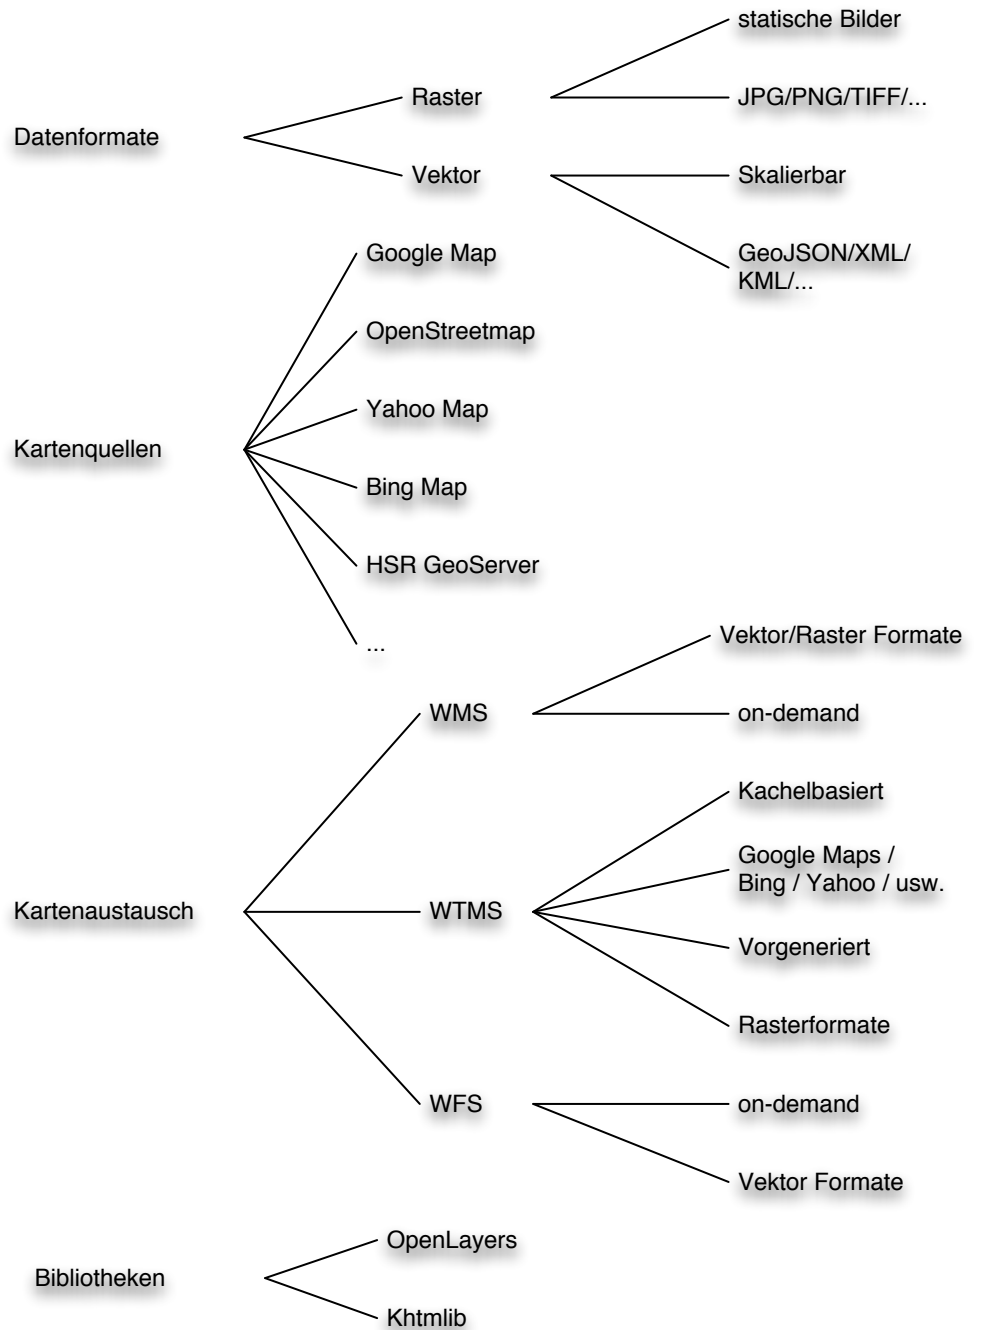 Datenformate
Raster
statische Bilder
JPG/PNG/TIFF/...
Vektor
Skalierbar
GeoJSON/XML/
KML/...
Kartenquellen
Google Map
OpenStreetmap
Yahoo Map
Bing Map
HSR GeoServer
...
Kartenaustausch
WMS
Vektor/Raster Formate
on-demand
WTMS
Kachelbasiert
Google Maps /
Bing / Yahoo / usw.
Vorgeneriert
Rasterformate
WFS
on-demand
Vektor Formate
Bibliotheken
OpenLayers
Khtmlib